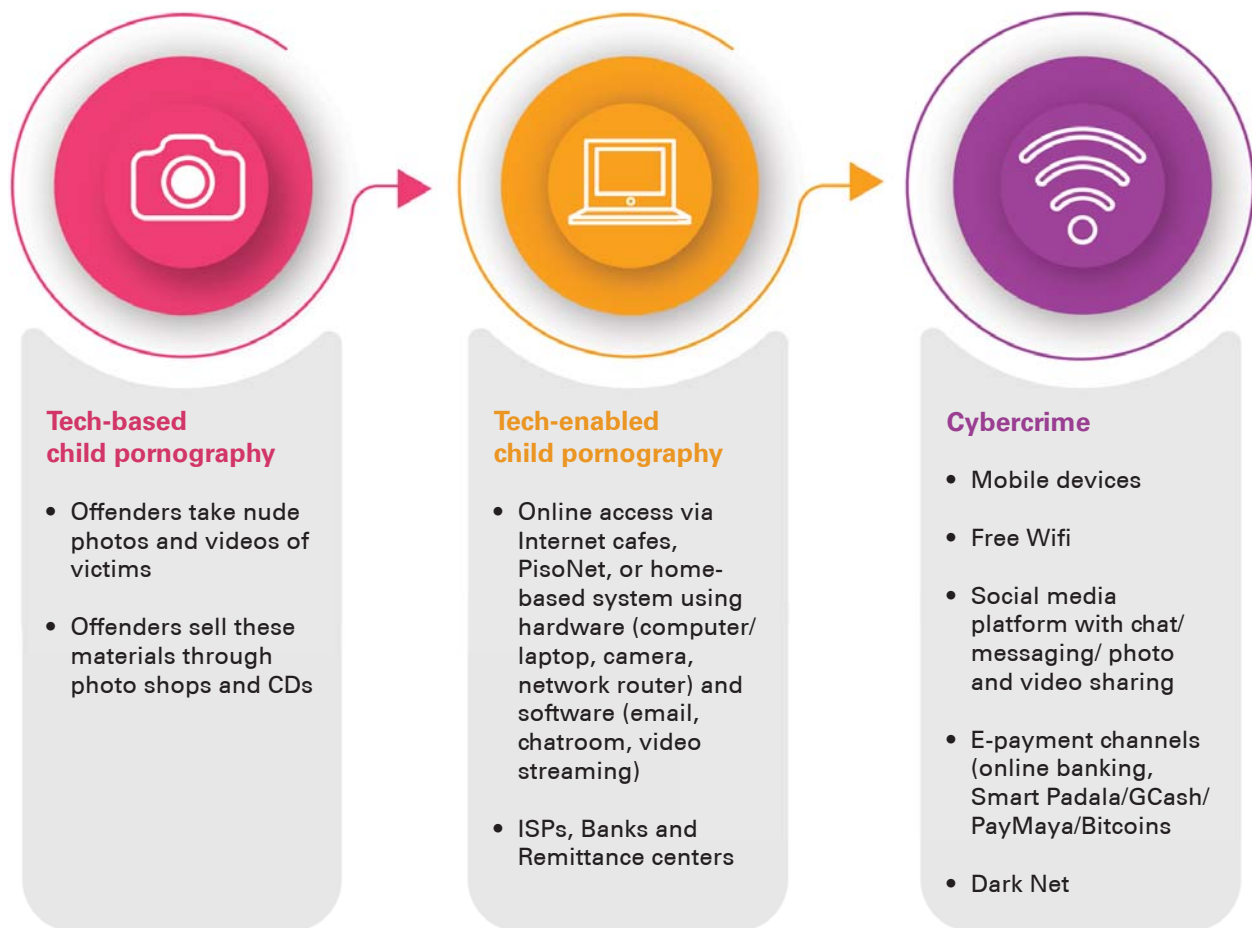 Tech-based
child pornography
• Offenders take nude
photos and videos of
victims
• Offenders sell these
materials through
photo shops and CDs
Tech-enabled
child pornography
• Online access via
Internet cafes,
PisoNet, or home-
based system using
hardware (computer/
laptop, camera,
network router) and
software (email,
chatroom, video
streaming)
• ISPs, Banks and
Remittance centers
Cybercrime
• Mobile devices
• Free Wifi
• Social media
platform with chat/
messaging/ photo
and video sharing
• E-payment channels
(online banking,
Smart Padala/GCash/
PayMaya/Bitcoins
• Dark Net